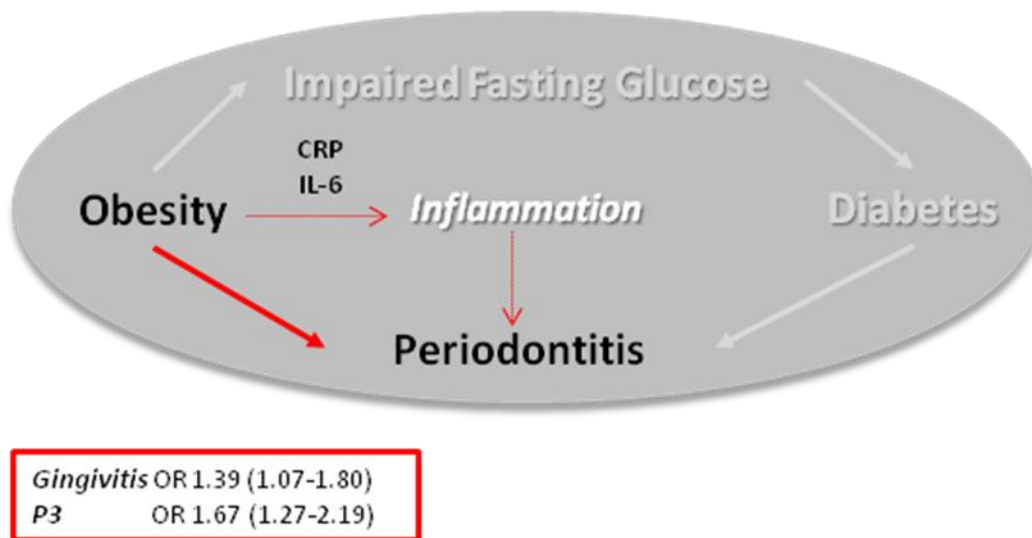 Impaired Fasting Glucose
CRP
IL-6
Obesity
Inflammation
Diabetes
Periodontitis
Gingivitis OR 1.39 (1.07-1.80)
P3 OR 1.67 (1.27-2.19)